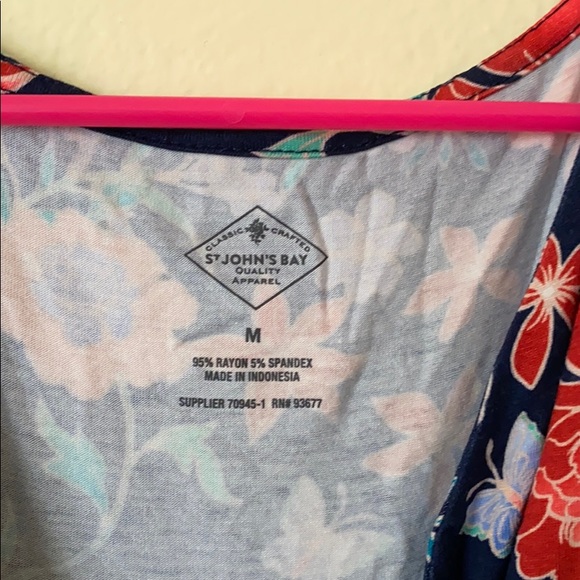 CLASSIC CRAFTED
ST JOHN'S BAY
QUALITY
APPAREL
M
95% RAYON 5% SPANDEX
MADE IN INDONESIA
SUPPLIER 70945-1 RN# 93677